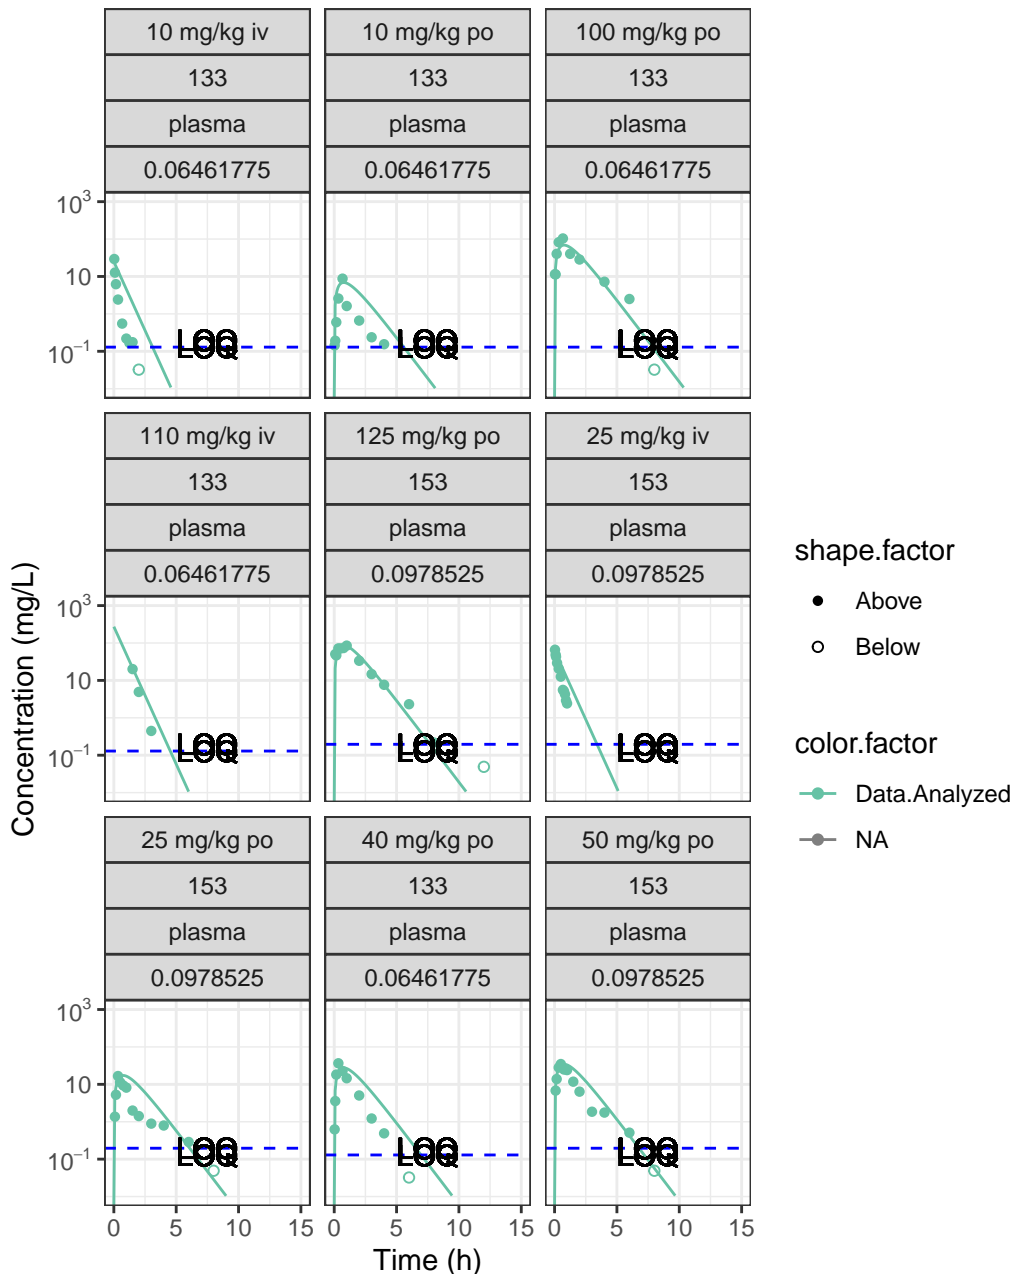 10 mg/kg iv
133
plasma
0.06461775
10 mg/kg po
133
plasma
0.06461775
100 mg/kg po
133
plasma
0.06461775
10³
10
10⁻¹
LOQ
LOQ
LOQ
110 mg/kg iv
133
plasma
0.06461775
125 mg/kg po
153
plasma
0.0978525
25 mg/kg iv
153
plasma
0.0978525
10³
10
10⁻¹
LOQ
LOQ
LOQ
25 mg/kg po
153
plasma
0.0978525
40 mg/kg po
133
plasma
0.06461775
50 mg/kg po
153
plasma
0.0978525
10³
10
10⁻¹
LOQ
LOQ
LOQ
0 5 10 15
0 5 10 15
0 5 10 15
Time (h)
Concentration (mg/L)
shape.factor
Above
Below
color.factor
Data.Analyzed
NA